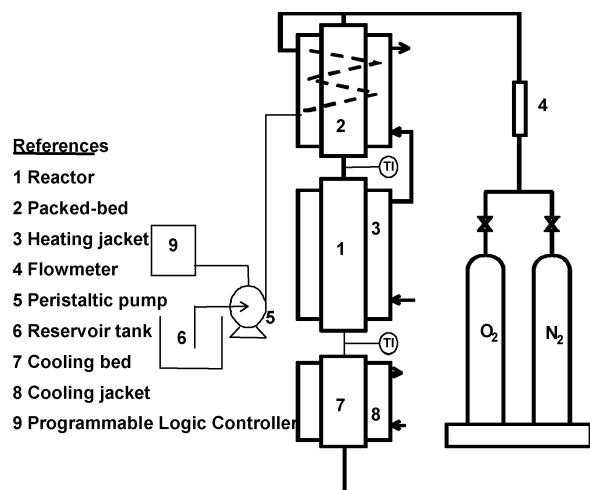 References
1 Reactor
2 Packed-bed
3 Heating jacket
4 Flowmeter
5 Peristaltic pump
6 Reservoir tank
7 Cooling bed
8 Cooling jacket
9 Programmable Logic Controller
2
4
TI
3
1
9
5
6
O₂
N₂
TI
7
8